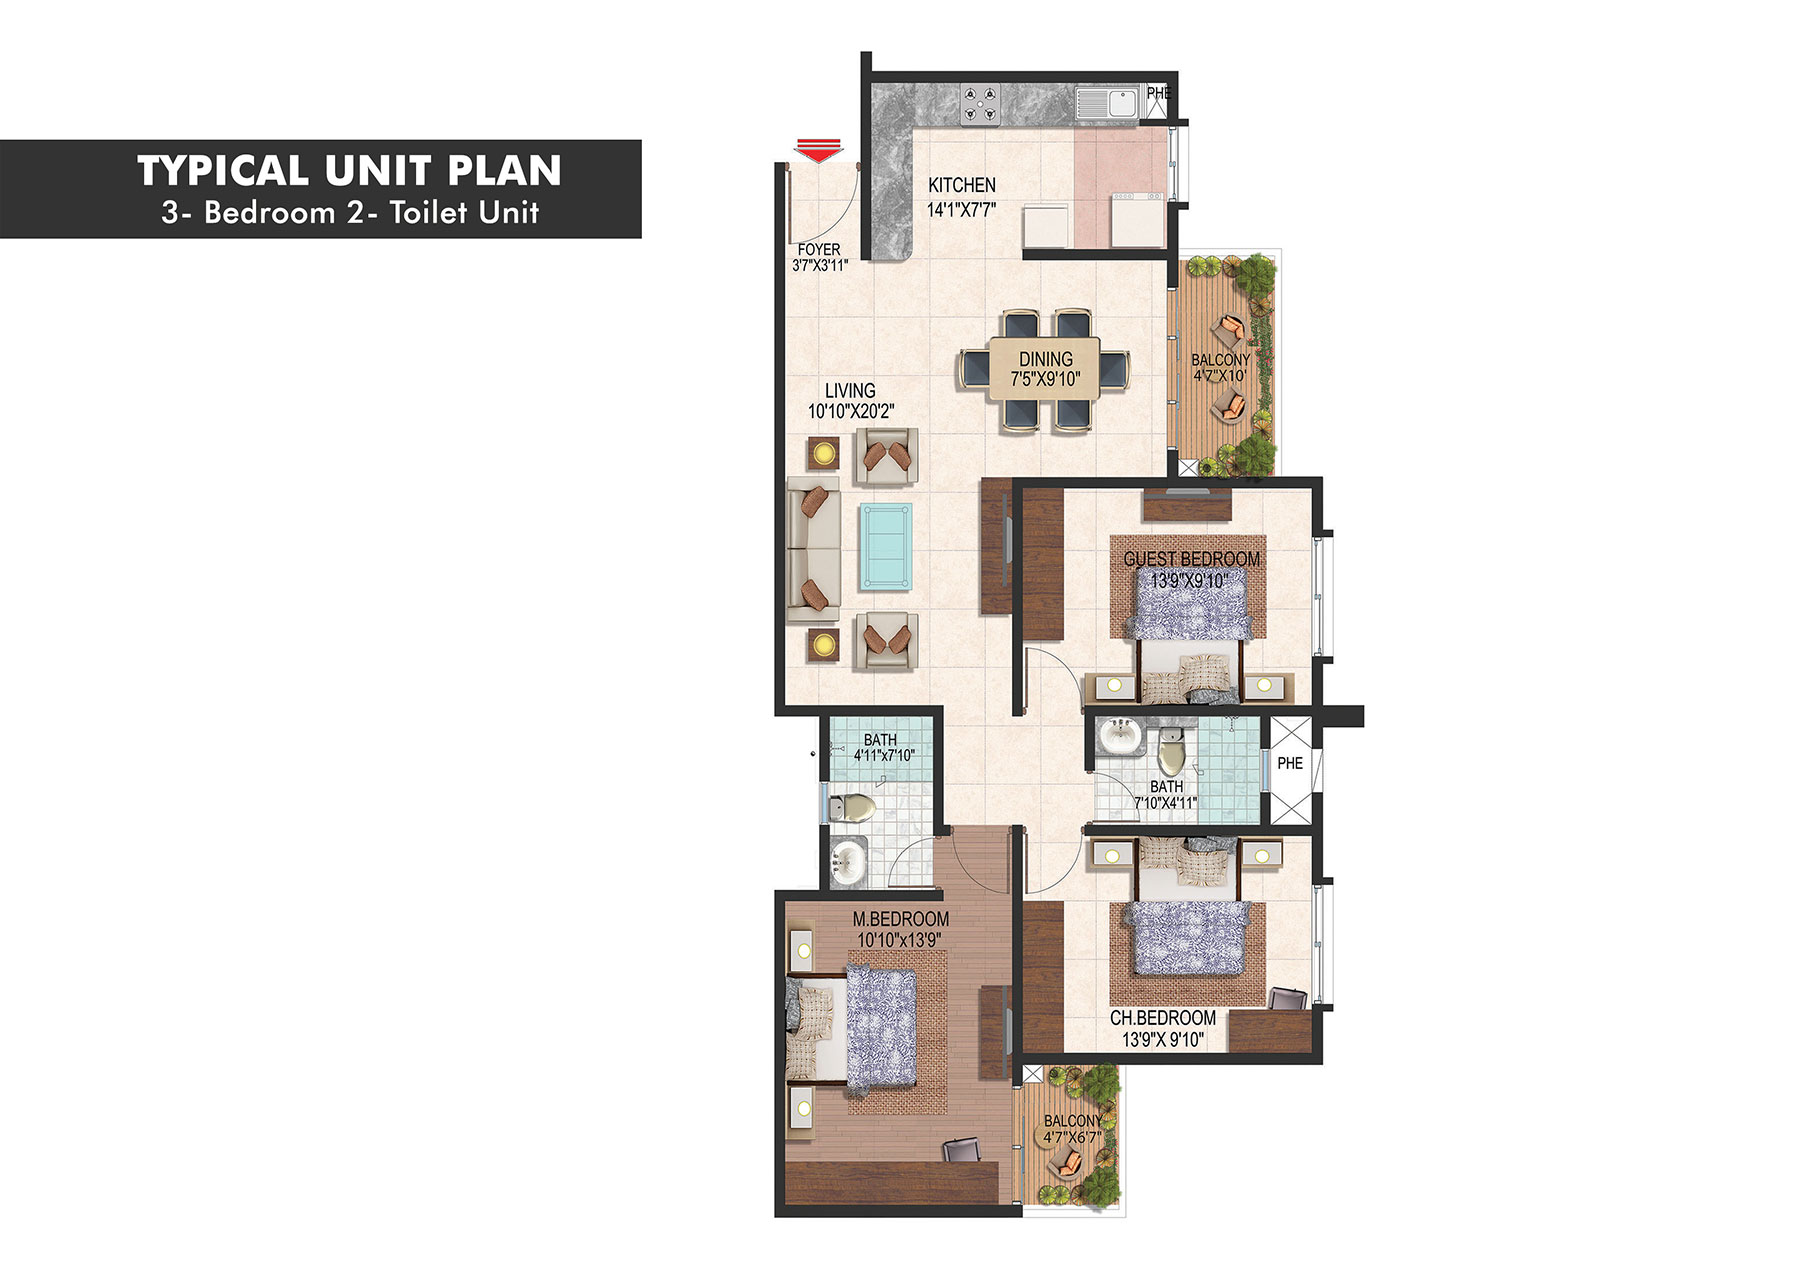 TYPICAL UNIT PLAN
3- Bedroom 2- Toilet Unit
PHE
KITCHEN
14'1"X7'7"
FOYER
3'7"X3'11"
DINING
7'5"X9'10"
BALCONY
4'7"X10'
LIVING
10'10"X20'2"
GUEST BEDROOM
13'9"X9'10"
BATH
4'11"x7'10"
PHE
BATH
7'10"X4'11"
M.BEDROOM
10'10"x13'9"
CH.BEDROOM
13'9"X 9'10"
BALCONY
4'7"X6'7"